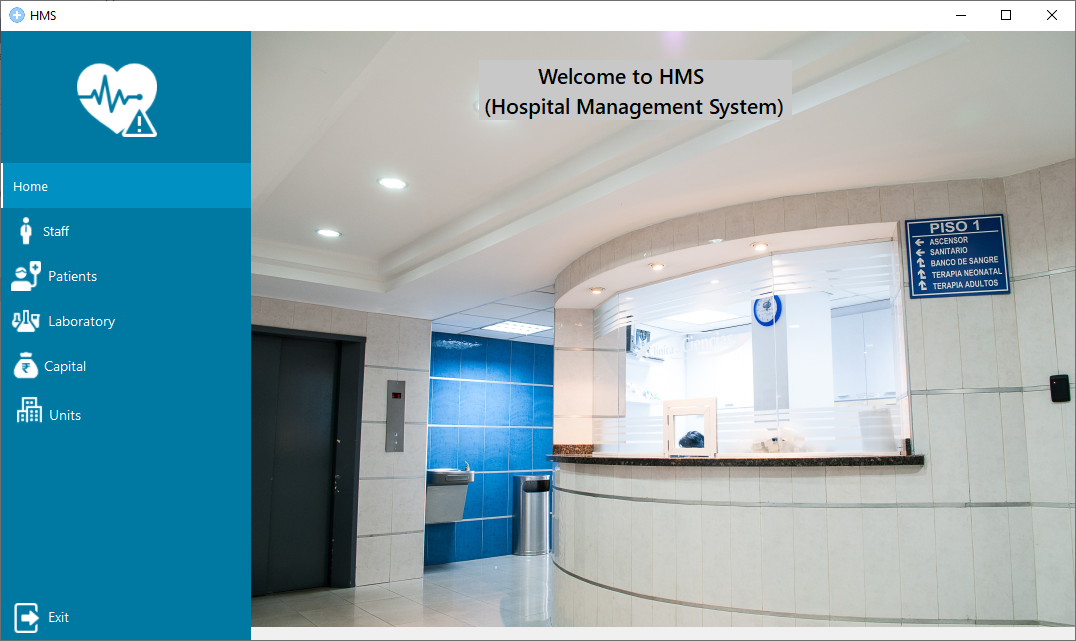 HMS
Welcome to HMS
(Hospital Management System)
Home
Staff
Patients
Laboratory
Capital
Units
Exit
PISO 1
ASCENSOR
SANITARIO
BANCO DE SANGRE
TERAPIA NEONATAL
TERAPIA ADULTOS